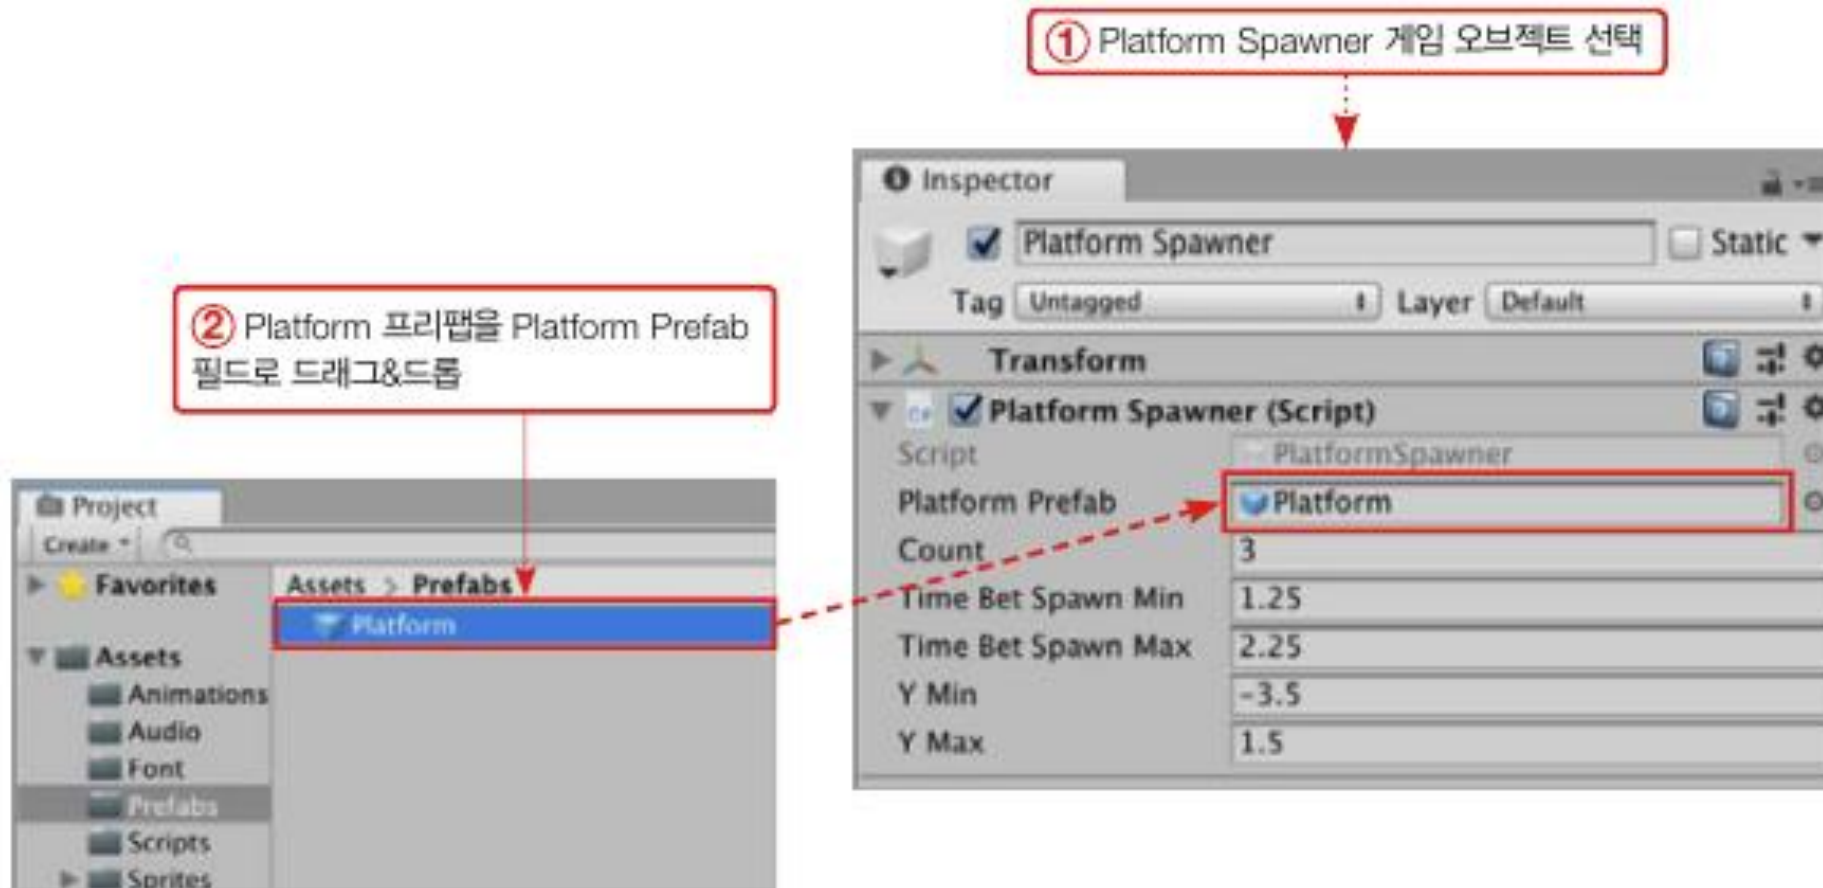 ① Platform Spawner 게임 오브젝트 선택
Inspector
Platform Spawner
Static
Tag Untagged Layer Default
Transform
Platform Spawner (Script)
Script PlatformSpawner
Platform Prefab Platform
Count 3
Time Bet Spawn Min 1.25
Time Bet Spawn Max 2.25
Y Min -3.5
Y Max 1.5
② Platform 프리팹을 Platform Prefab
필드로 드래그&드롭
Project
Create
Favorites
Assets > Prefabs
Platform
Assets
Animations
Audio
Font
Prefabs
Scripts
Sprites